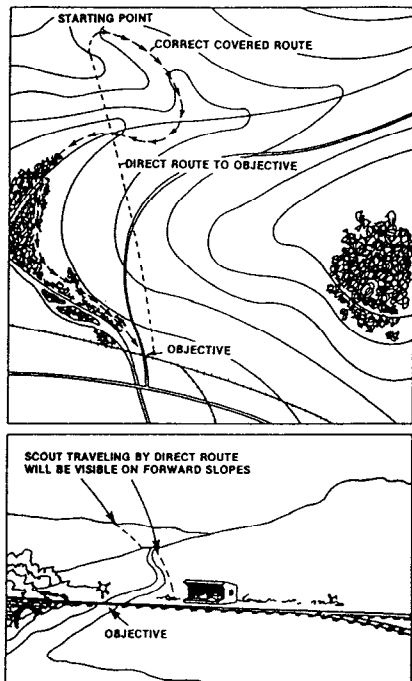 STARTING POINT
CORRECT COVERED ROUTE
DIRECT ROUTE TO OBJECTIVE
OBJECTIVE
SCOUT TRAVELING BY DIRECT ROUTE
WILL BE VISIBLE ON FORWARD SLOPES
OBJECTIVE